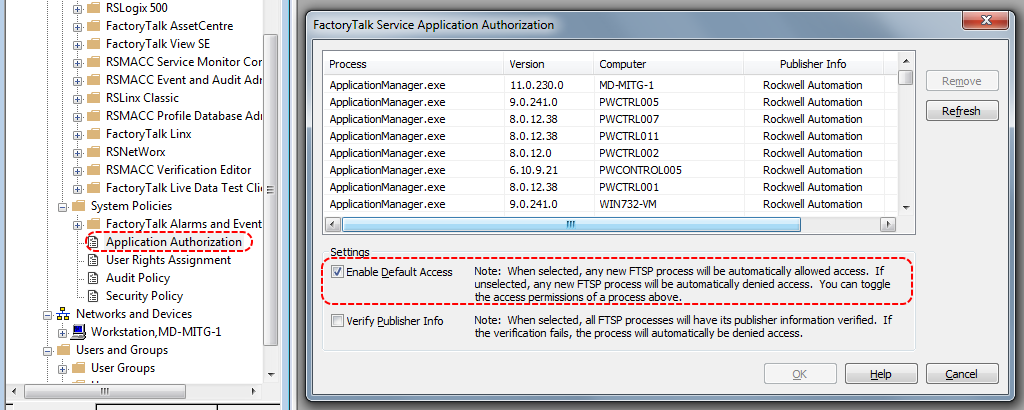 RSLogix 500
FactoryTalk AssetCentre
FactoryTalk View SE
RSMACC Service Monitor Cor
RSMACC Event and Audit Adr
RSLinx Classic
RSMACC Profile Database Adr
FactoryTalk Linx
RSNetWorx
RSMACC Verification Editor
FactoryTalk Live Data Test Clie
System Policies
FactoryTalk Alarms and Event
Application Authorization
User Rights Assignment
Audit Policy
Security Policy
Networks and Devices
Workstation,MD-MITG-1
Users and Groups
User Groups
FactoryTalk Service Application Authorization
Process Version Computer Publisher Info
ApplicationManager.exe 11.0.230.0 MD-MITG-1 Rockwell Automation
ApplicationManager.exe 9.0.241.0 PWCTRL005 Rockwell Automation
ApplicationManager.exe 8.0.12.38 PWCTRL007 Rockwell Automation
ApplicationManager.exe 8.0.12.38 PWCTRL011 Rockwell Automation
ApplicationManager.exe 8.0.12.0 PWCTRL002 Rockwell Automation
ApplicationManager.exe 6.10.9.21 PWCONTROL005 Rockwell Automation
ApplicationManager.exe 8.0.12.38 PWCTRL001 Rockwell Automation
ApplicationManager.exe 9.0.241.0 WIN732-VM Rockwell Automation
Remove
Refresh
Settings
Enable Default Access
Note: When selected, any new FTSP process will be automatically allowed access. If
unselected, any new FTSP process will be automatically denied access. You can toggle
the access permissions of a process above.
Verify Publisher Info
Note: When selected, all FTSP processes will have its publisher information verified. If
the verification fails, the process will automatically be denied access.
OK
Help
Cancel